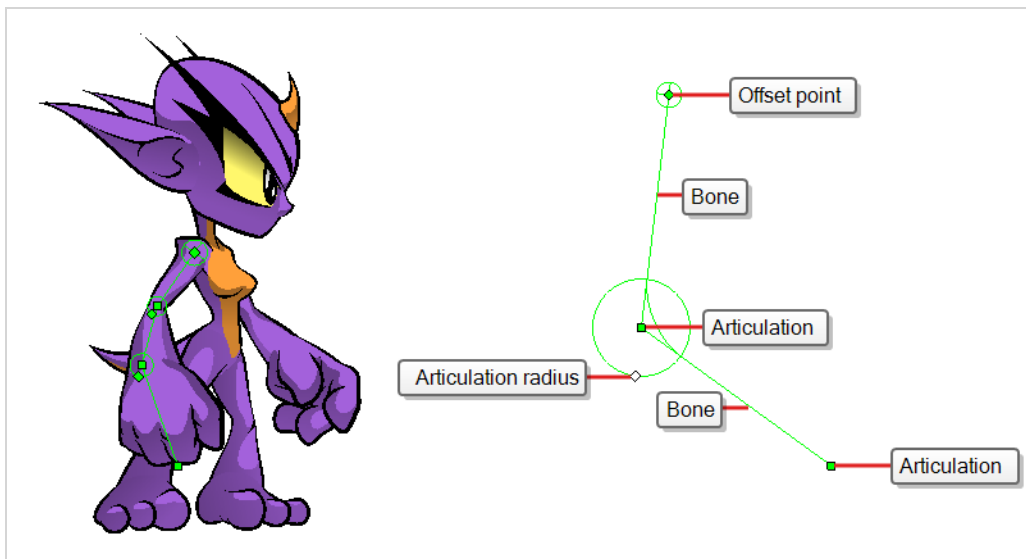 Offset point
Bone
Articulation
Articulation radius
Bone
Articulation